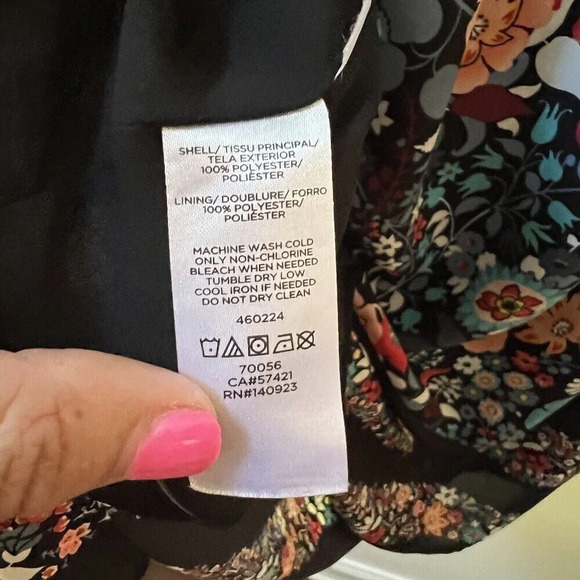 SHELL/ TISSU PRINCIPAL/
TELA EXTERIOR
100% POLYESTER/
POLIÉSTER
LINING/ DOUBLURE/ FORRO
100% POLYESTER/
POLIÉSTER
MACHINE WASH COLD
ONLY NON-CHLORINE
BLEACH WHEN NEEDED
TUMBLE DRY LOW
COOL IRON IF NEEDED
DO NOT DRY CLEAN
460224
70056
CA#57421
RN#140923